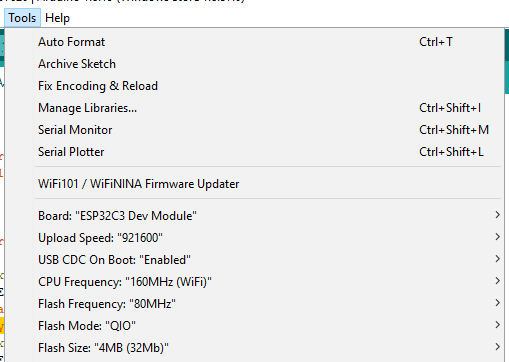 Tools Help
Auto Format Ctrl+T
Archive Sketch
Fix Encoding & Reload
Manage Libraries... Ctrl+Shift+I
Serial Monitor Ctrl+Shift+M
Serial Plotter Ctrl+Shift+L
WiFi101 / WiFiNINA Firmware Updater
Board: "ESP32C3 Dev Module"
Upload Speed: "921600"
USB CDC On Boot: "Enabled"
CPU Frequency: "160MHz (WiFi)"
Flash Frequency: "80MHz"
Flash Mode: "QIO"
Flash Size: "4MB (32Mb)"